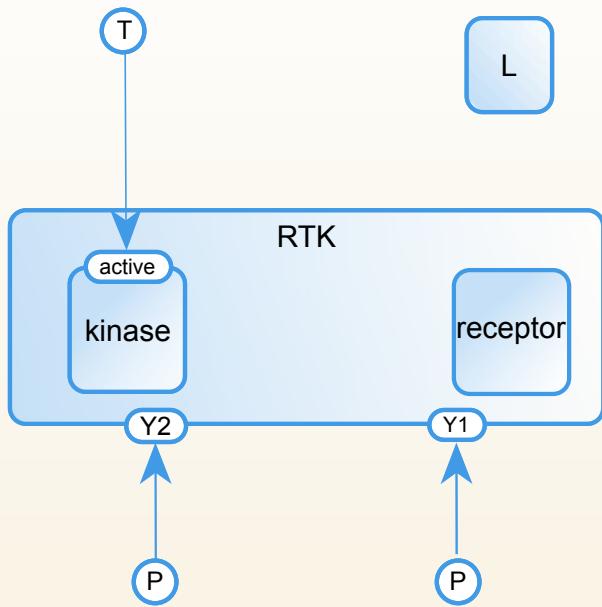 T
L
RTK
active
kinase
receptor
Y2
Y1
P
P